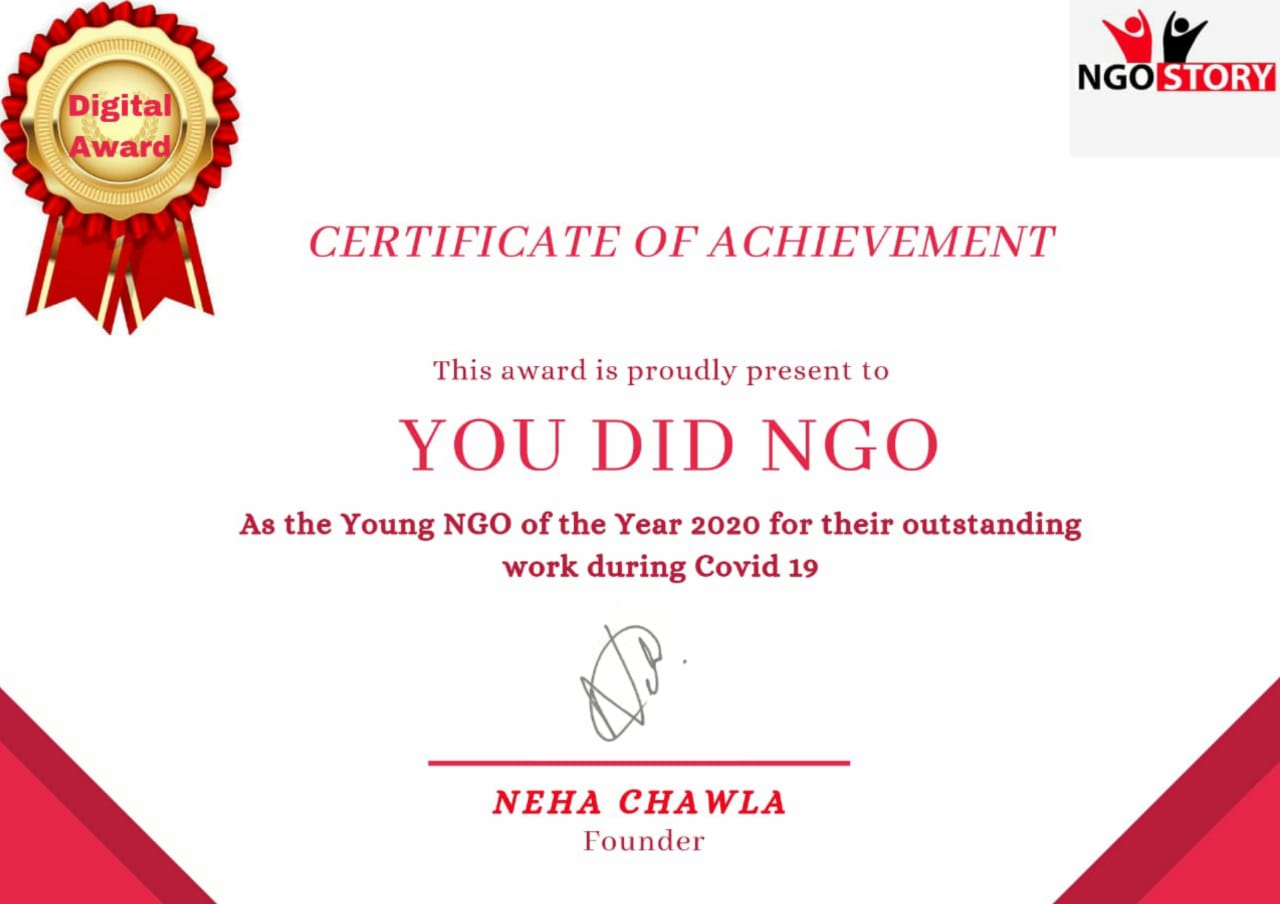 Digital
Award
NGO STORY
CERTIFICATE OF ACHIEVEMENT
This award is proudly present to
YOU DID NGO
As the Young NGO of the Year 2020 for their outstanding
work during Covid 19
NEHA CHAWLA
Founder